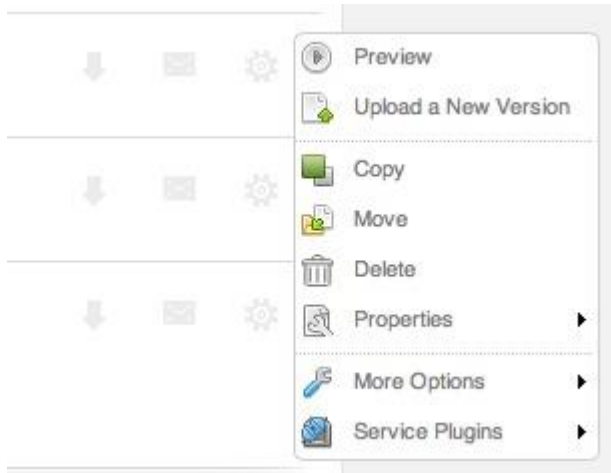 Preview
Upload a New Version
Copy
Move
Delete
Properties
More Options
Service Plugins